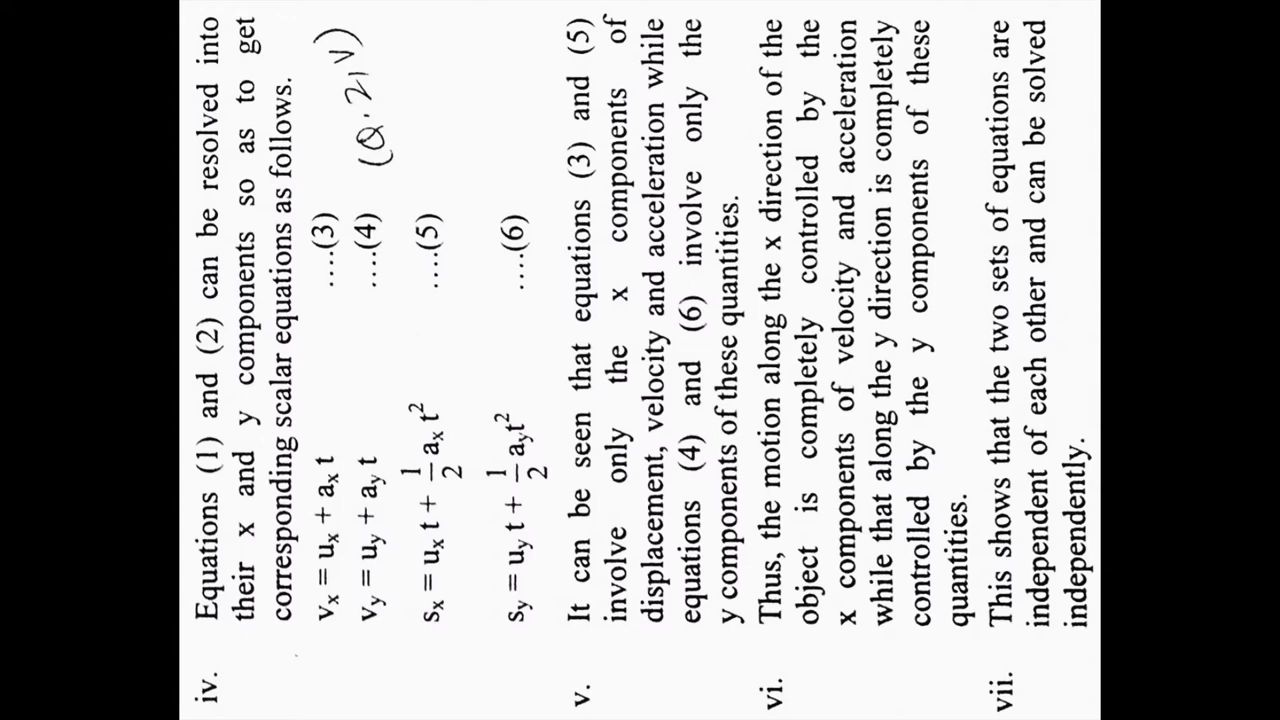 iv. Equations (1) and (2) can be resolved into
their x and y components so as to get
corresponding scalar equations as follows.
vₓ = uₓ + aₓ t ....(3)
v_y = u_y + a_y t ....(4) (Q. 21 V)
sₓ = uₓ t + 1/2 aₓ t² ....(5)
s_y = u_y t + 1/2 a_y t² ....(6)
v. It can be seen that equations (3) and (5)
involve only the x components of
displacement, velocity and acceleration while
equations (4) and (6) involve only the
y components of these quantities.
vi. Thus, the motion along the x direction of the
object is completely controlled by the
x components of velocity and acceleration
while that along the y direction is completely
controlled by the y components of these
quantities.
vii. This shows that the two sets of equations are
independent of each other and can be solved
independently.